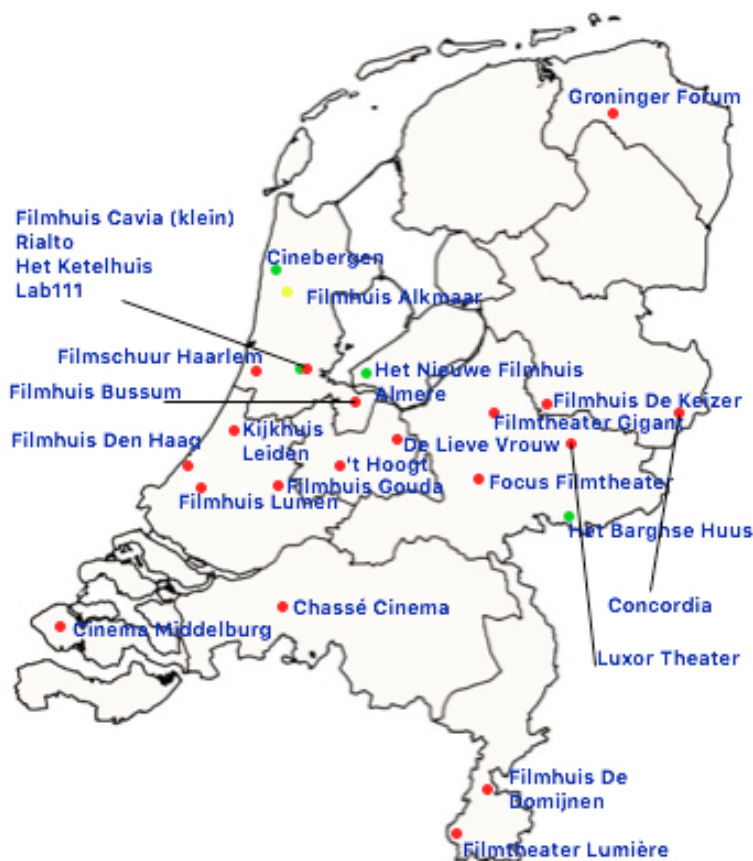 Groninger Forum
Filmhuis Cavia (klein)
Rialto
Het Ketelhuis
Lab111
Cinebergen
Filmhuis Alkmaar
Filmschuur Haarlem
Het Nieuwe Filmhuis
Almere
Filmhuis Bussum
Filmhuis De Keizer
Filmtheater Gigant
Filmhuis Den Haag
Kijkhuis
Leiden
De Lieve Vrouw
't Hoogt
Filmhuis Lumen
Filmhuis Gouda
Focus Filmtheater
Het Barghse Huus
Concordia
Chassé Cinema
Cinema Middelburg
Luxor Theater
Filmhuis De
Domijnen
Filmtheater Lumière